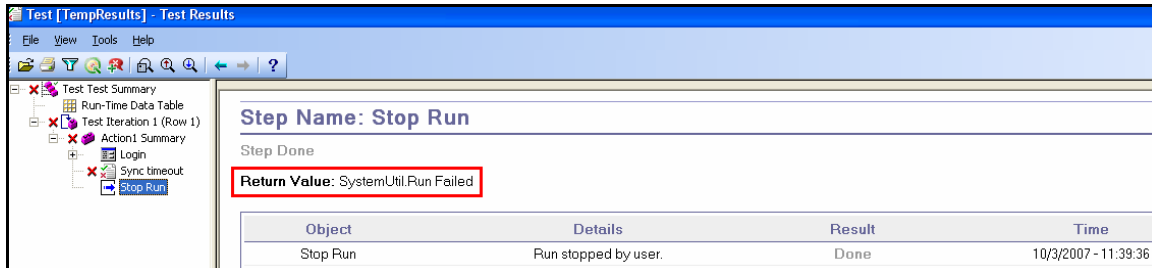 Test [TempResults] - Test Results
File View Tools Help
Test Test Summary
Run-Time Data Table
Test Iteration 1 (Row 1)
Action1 Summary
Login
Sync timeout
Stop Run
Step Name: Stop Run
Step Done
Return Value: SystemUtil.Run Failed
Object Details Result Time
Stop Run Run stopped by user. Done 10/3/2007 - 11:39:36